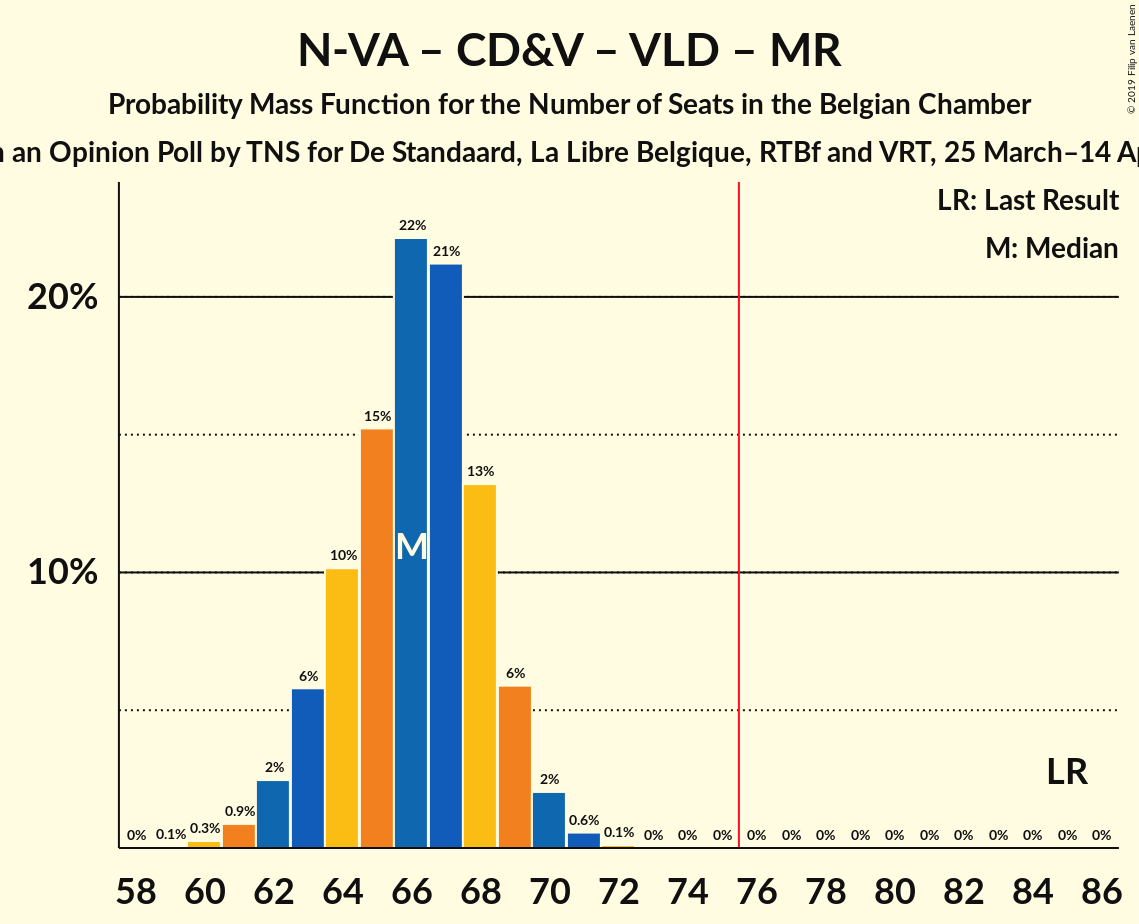 N-VA – CD&V – VLD – MR
Probability Mass Function for the Number of Seats in the Belgian Chamber
an Opinion Poll by TNS for De Standaard, La Libre Belgique, RTBf and VRT, 25 March–14
© 2019 Filip van Laenen
LR: Last Result
M: Median
20%
10%
0% 0.1% 0.3% 0.9% 2% 6% 10% 15% 22% 21% 13% 6% 2% 0.6% 0.1% 0% 0% 0% 0% 0% 0% 0% 0% 0% 0% 0% 0% 0% 0%
M
LR
58 60 62 64 66 68 70 72 74 76 78 80 82 84 86